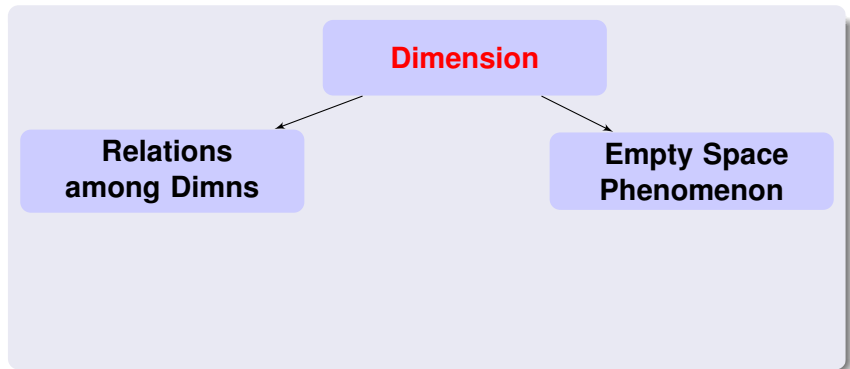 Dimension
Relations
among Dimns
Empty Space
Phenomenon